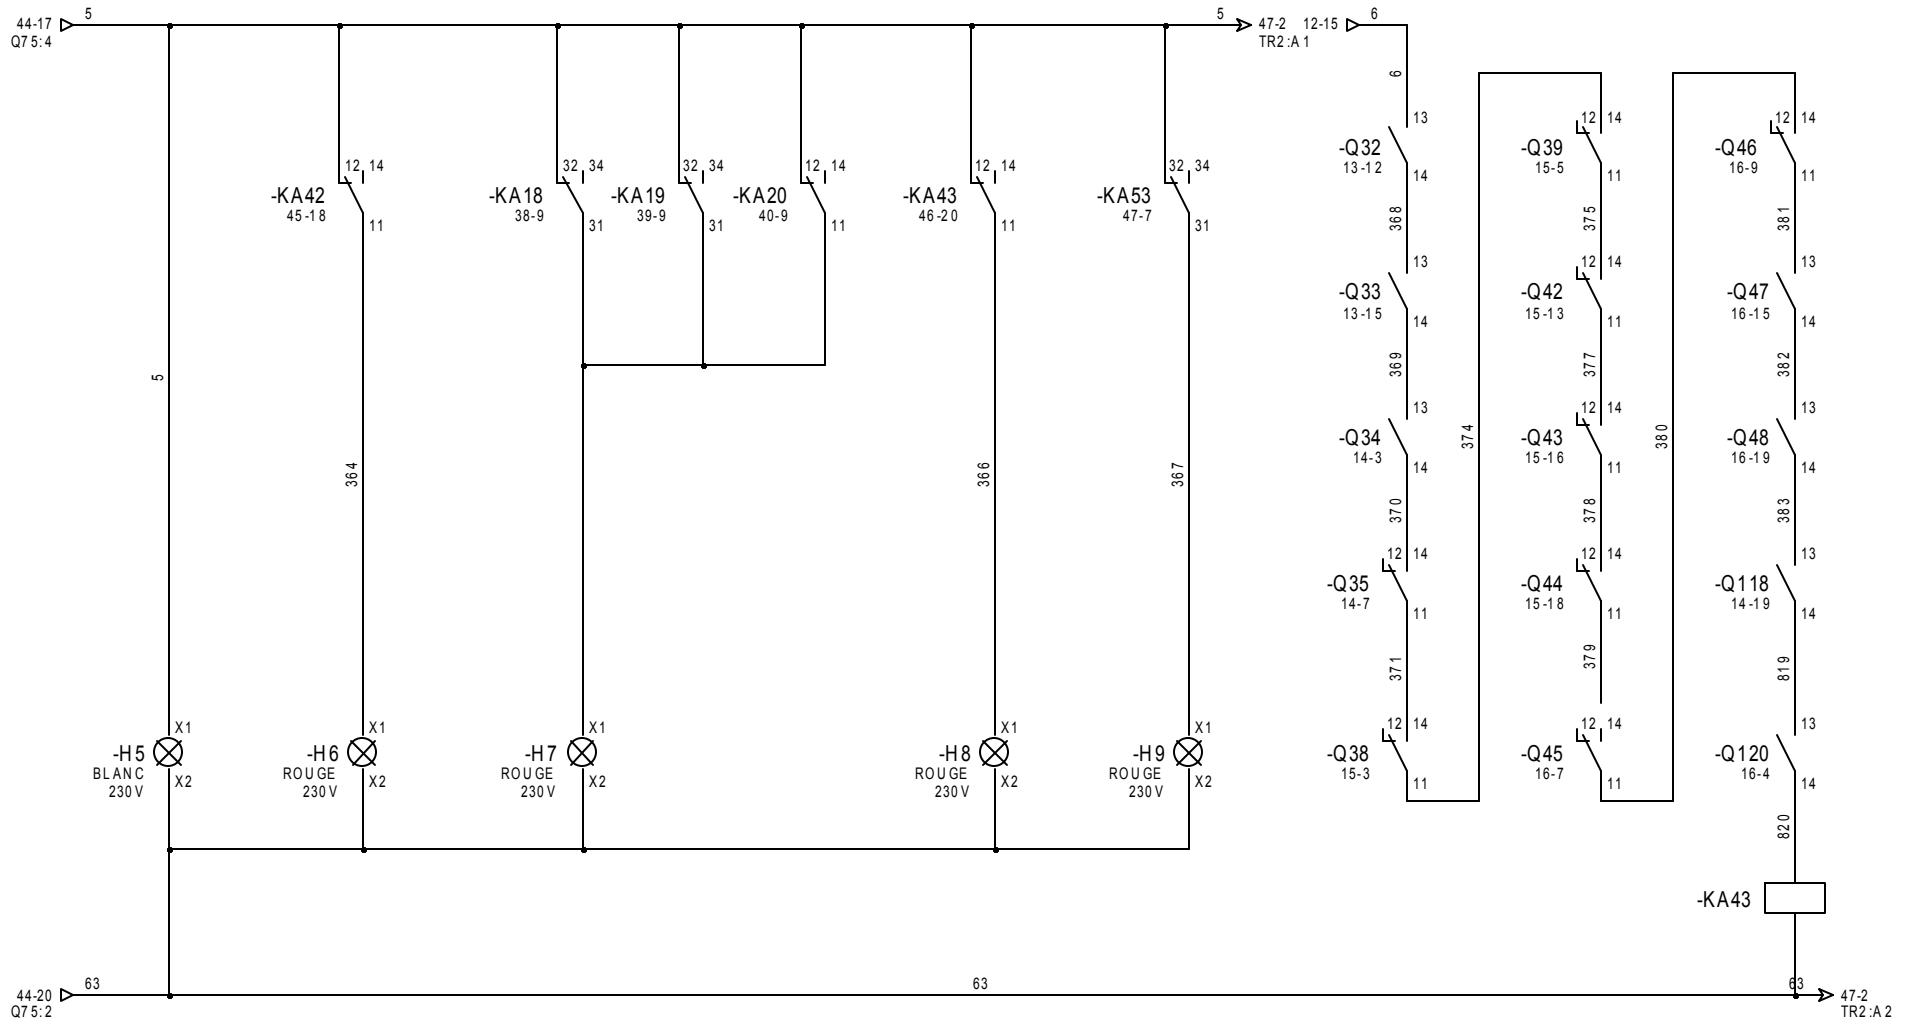 44-17
Q75:4
5
5
47-2
TR2:A1
12-15
6
6
12 14
-KA42
45-18
11
32 34
-KA18
38-9
31
32 34
-KA19
39-9
31
12 14
-KA20
40-9
11
12 14
-KA43
46-20
11
32 34
-KA53
47-7
31
5
364
366
367
X1
-H5
BLANC
230V
X2
X1
-H6
ROUGE
230V
X2
X1
-H7
ROUGE
230V
X2
X1
-H8
ROUGE
230V
X2
X1
-H9
ROUGE
230V
X2
13
-Q32
13-12
14
368
13
-Q33
13-15
14
369
13
-Q34
14-3
14
370
12 14
-Q35
14-7
11
371
12 14
-Q38
15-3
11
374
12 14
-Q39
15-5
11
375
12 14
-Q42
15-13
11
377
12 14
-Q43
15-16
11
378
12 14
-Q44
15-18
11
379
12 14
-Q45
16-7
11
380
12 14
-Q46
16-9
11
381
13
-Q47
16-15
14
382
13
-Q48
16-19
14
383
13
-Q118
14-19
14
819
13
-Q120
16-4
14
820
-KA43
44-20
Q75:2
63
63
63
47-2
TR2:A2